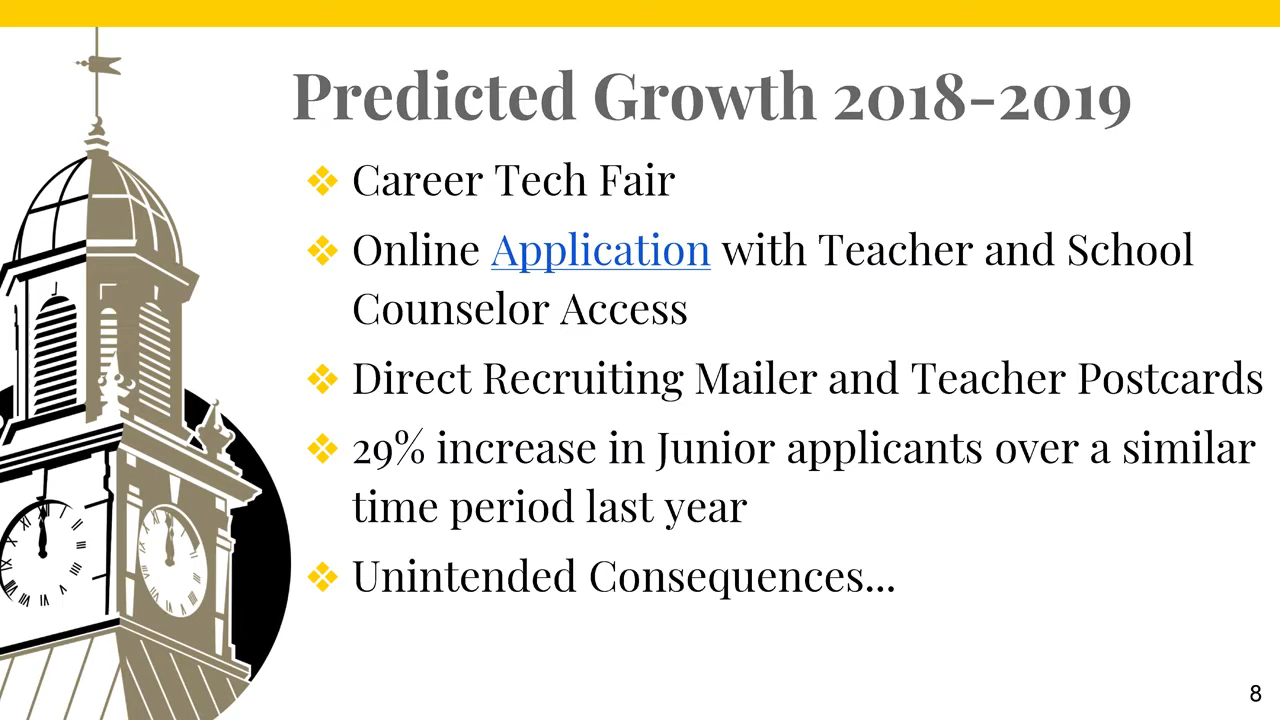 Predicted Growth 2018-2019
❖ Career Tech Fair
❖ Online Application with Teacher and School
Counselor Access
❖ Direct Recruiting Mailer and Teacher Postcards
❖ 29% increase in Junior applicants over a similar
time period last year
❖ Unintended Consequences...
8